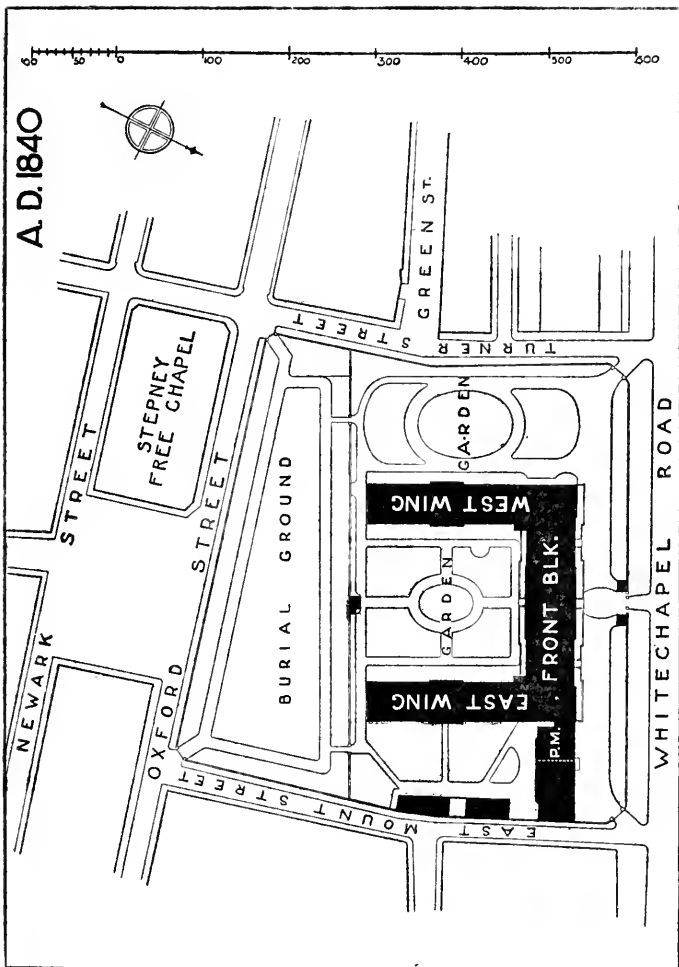 A.D. 1840
50 0 100 200 300 400 500 600
NEWARK STREET
STEPNEY
FREE CHAPEL
OXFORD STREET
BURIAL GROUND
TURNER STREET
GREEN ST.
EAST MOUNT STREET
GARDEN
GARDEN
WEST WING
EAST WING
P.M.
FRONT BLK.
WHITECHAPEL ROAD